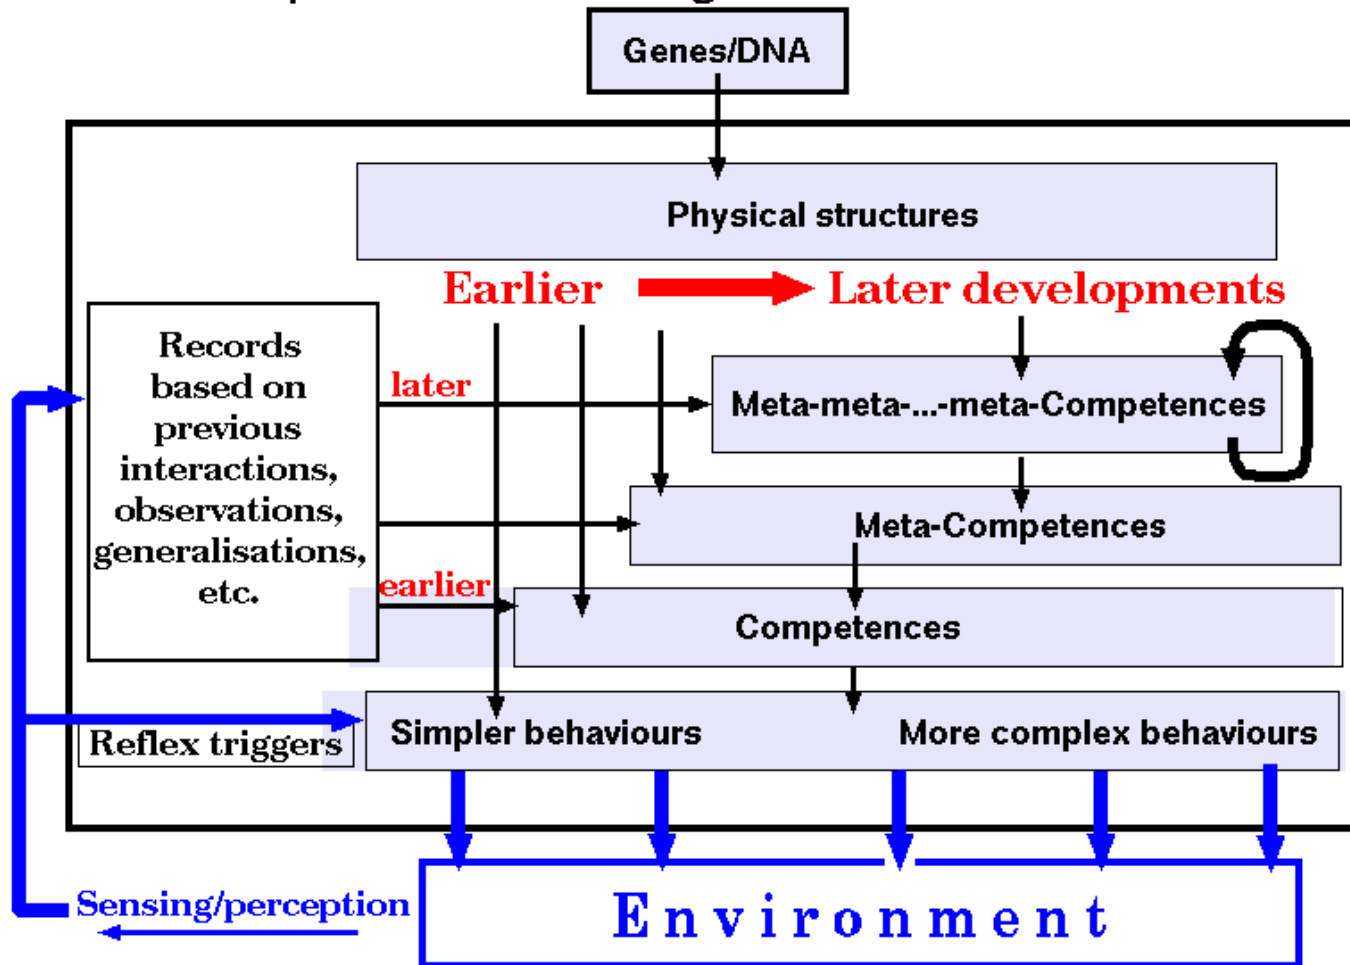 Genes/DNA
Physical structures
Earlier
Later developments
Records
based on
previous
interactions,
observations,
generalisations,
etc.
later
Meta-meta-...-meta-Competences
Meta-Competences
earlier
Competences
Reflex triggers
Simpler behaviours
More complex behaviours
Sensing/perception
Environment